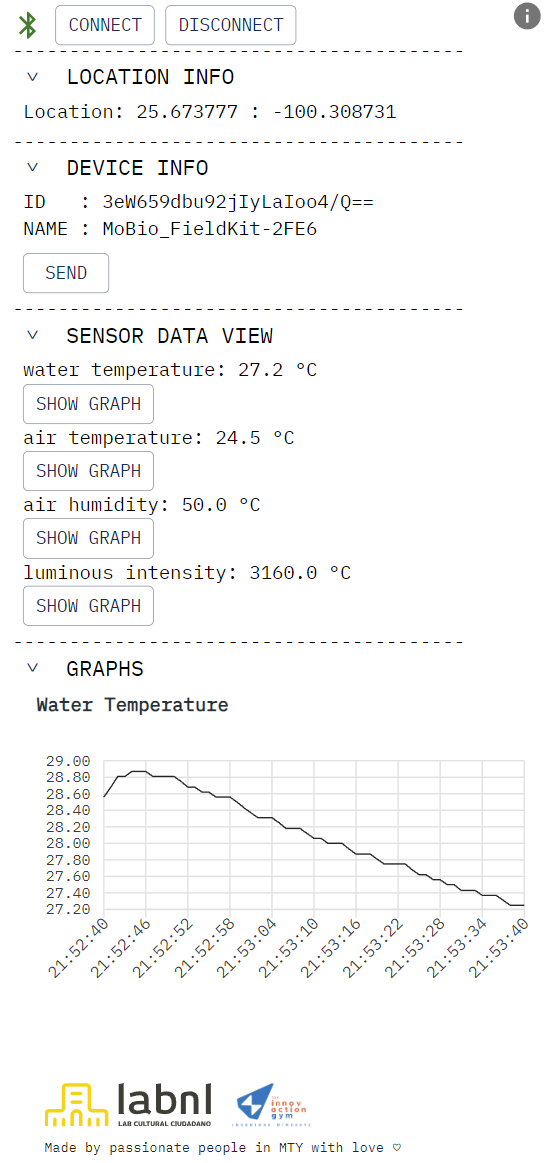 CONNECT DISCONNECT
LOCATION INFO
Location: 25.673777 : -100.308731
DEVICE INFO
ID : 3eW659dbu92jIyLaIoo4/Q==
NAME : MoBio_FieldKit-2FE6
SEND
SENSOR DATA VIEW
water temperature: 27.2 °C
SHOW GRAPH
air temperature: 24.5 °C
SHOW GRAPH
air humidity: 50.0 °C
SHOW GRAPH
luminous intensity: 3160.0 °C
SHOW GRAPH
GRAPHS
Water Temperature
29.00
28.80
28.60
28.40
28.20
28.00
27.80
27.60
27.40
27.20
21:52:40 21:52:46 21:52:52 21:52:58 21:53:04 21:53:10 21:53:16 21:53:22 21:53:28 21:53:34 21:53:40
labnl
LAB CULTURAL CIUDADANO
THE
innov
action
gym
Made by passionate people in MTY with love ♡